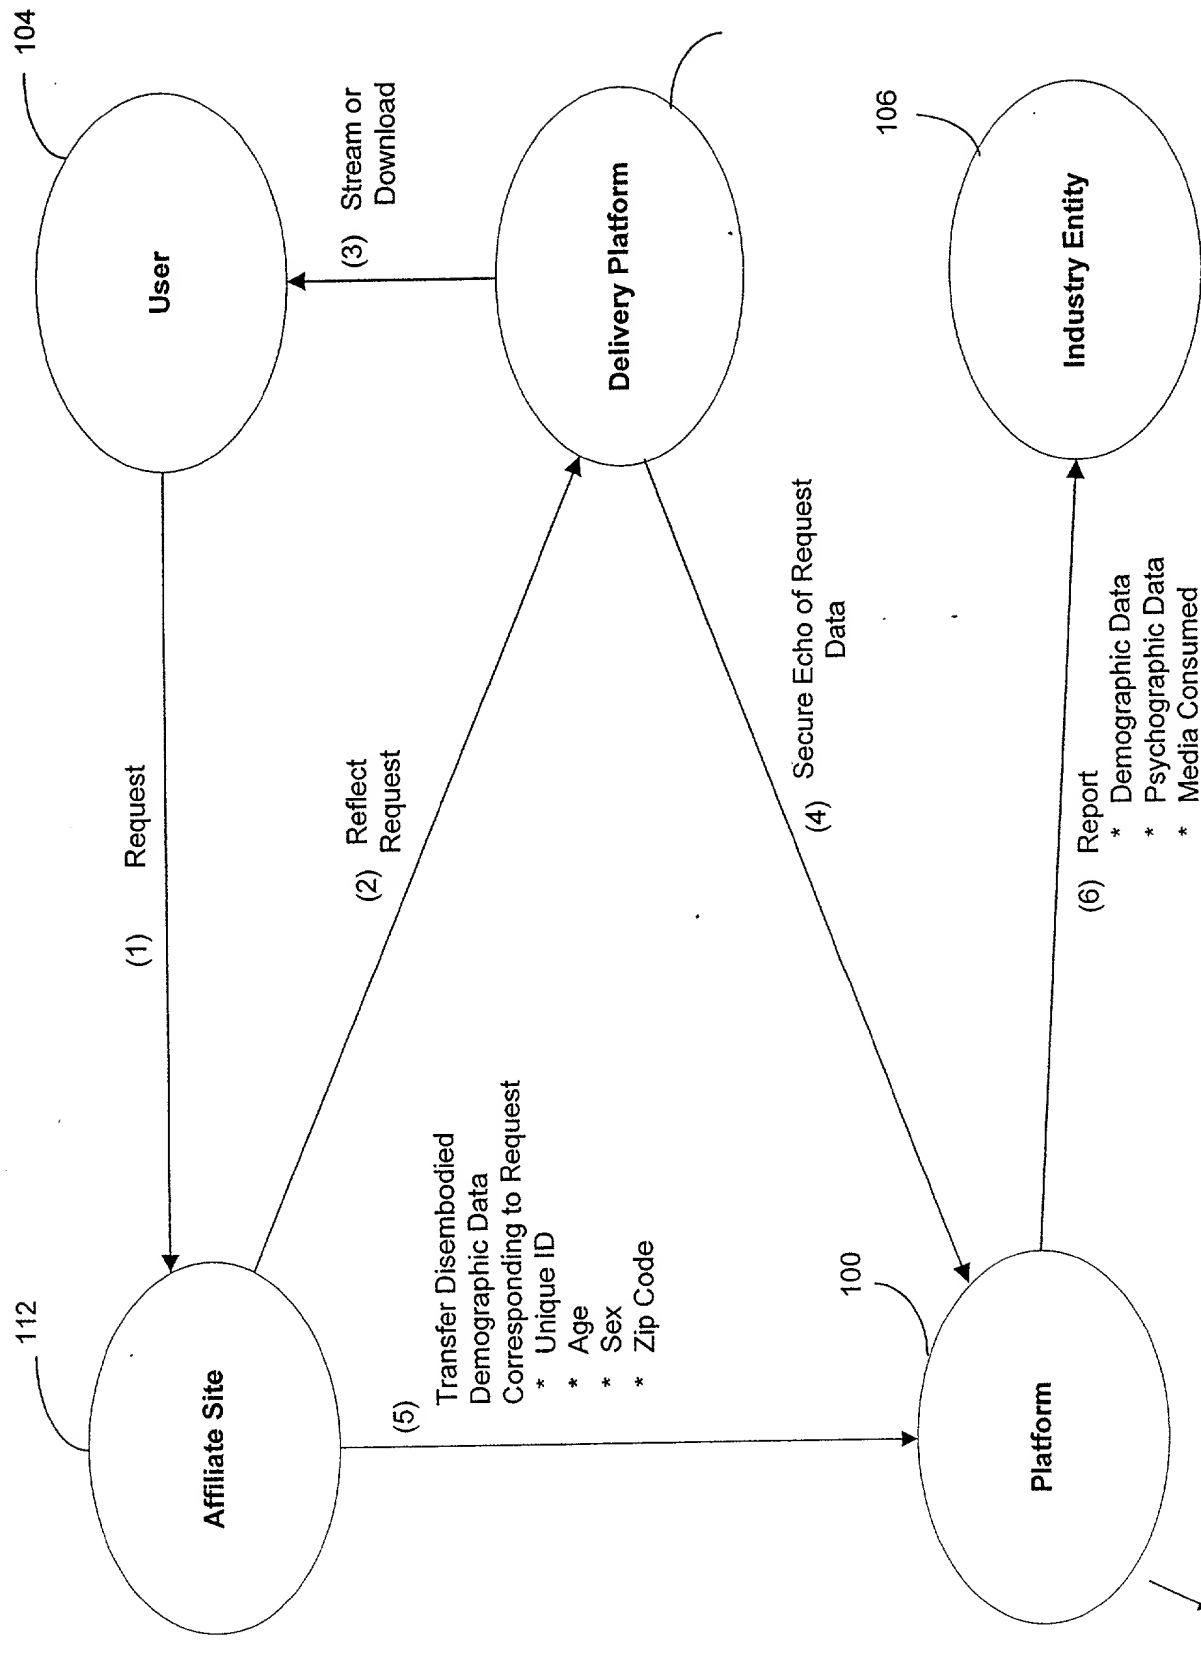 112
104
Affiliate Site
(1) Request
User
(2) Reflect
Request
(3) Stream or
Download
(5)
Transfer Disembodied
Demographic Data
Corresponding to Request
* Unique ID
* Age
* Sex
* Zip Code
Delivery Platform
(4) Secure Echo of Request
Data
100
106
Platform
Industry Entity
(6) Report
* Demographic Data
* Psychographic Data
* Media Consumed